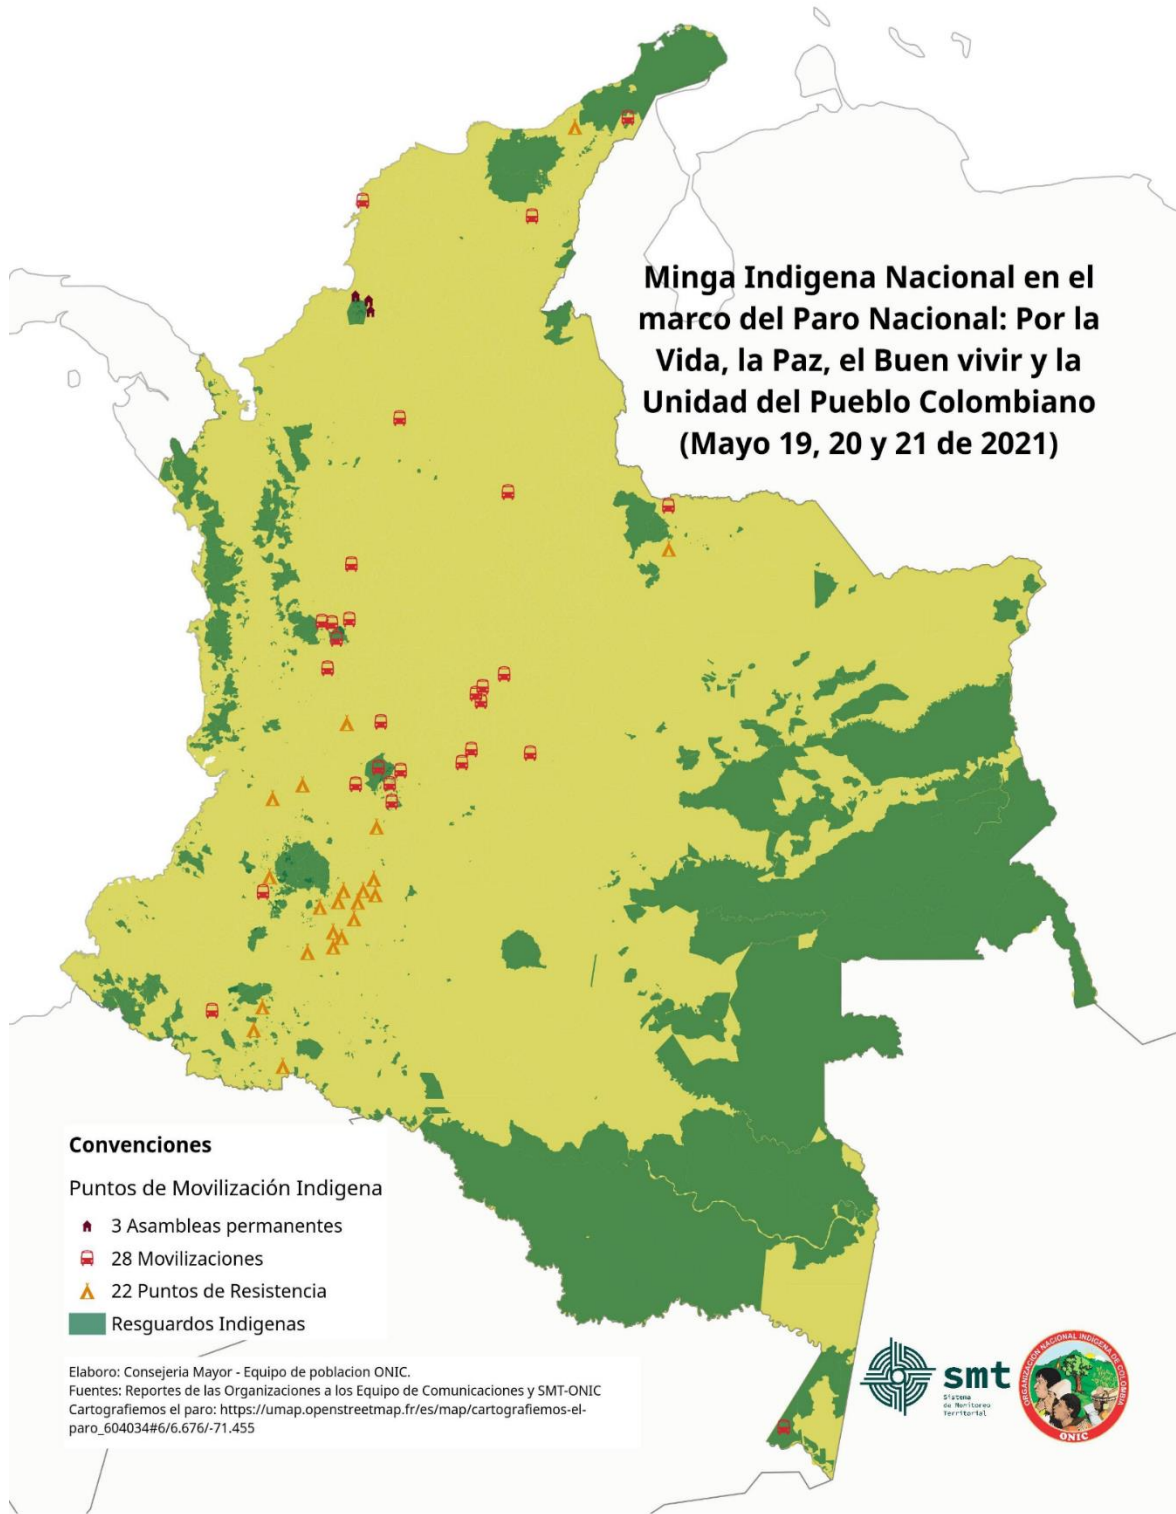 Minga Indigena Nacional en el
marco del Paro Nacional: Por la
Vida, la Paz, el Buen vivir y la
Unidad del Pueblo Colombiano
(Mayo 19, 20 y 21 de 2021)
Convenciones
Puntos de Movilización Indigena
3 Asambleas permanentes
28 Movilizaciones
22 Puntos de Resistencia
Resguardos Indigenas
Elaboro: Consejeria Mayor - Equipo de poblacion ONIC.
Fuentes: Reportes de las Organizaciones a los Equipo de Comunicaciones y SMT-ONIC
Cartografiemos el paro: https://umap.openstreetmap.fr/es/map/cartografiemos-el-
paro_604034#6/6.676/-71.455
smt
Sistema
de Monitoreo
Territorial
ORGANIZACIÓN NACIONAL INDIGENA DE COLOMBIA
ONIC